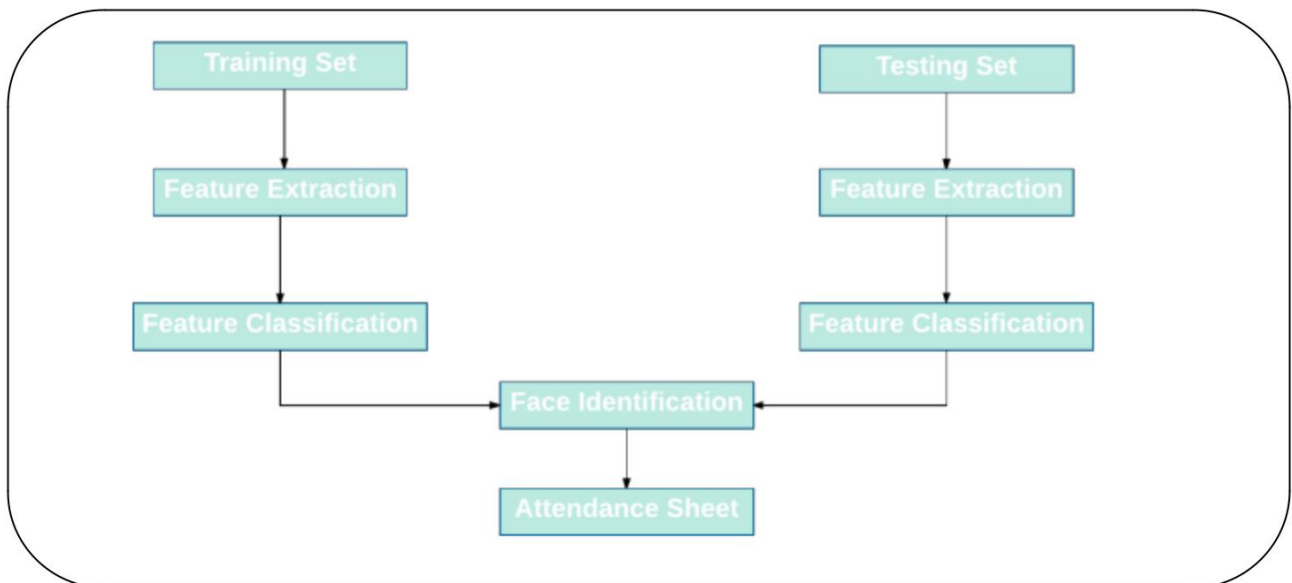 Training Set
Testing Set
Feature Extraction
Feature Extraction
Feature Classification
Feature Classification
Face Identification
Attendance Sheet